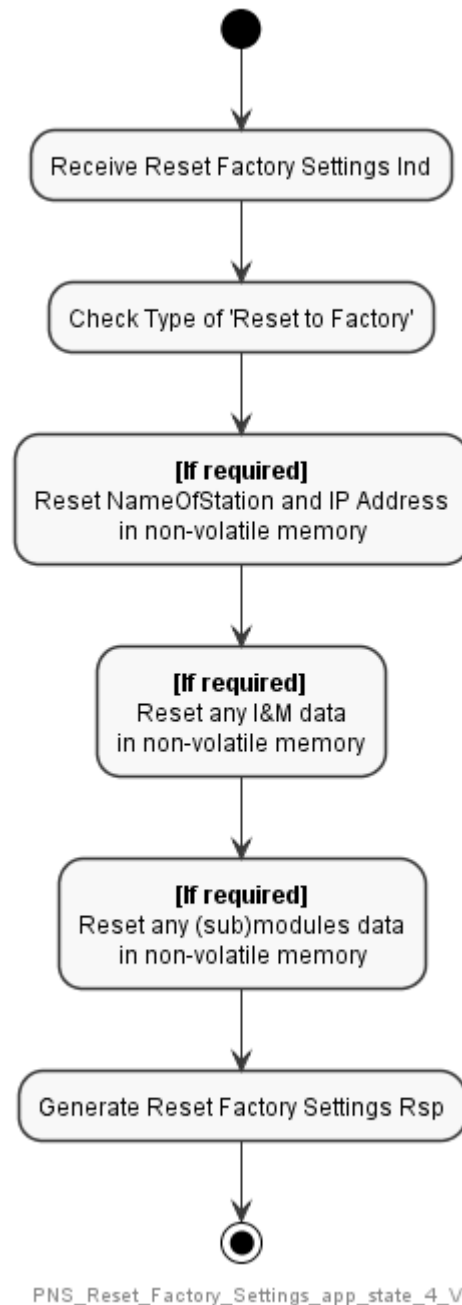 Receive Reset Factory Settings Ind
Check Type of 'Reset to Factory'
[If required]
Reset NameOfStation and IP Address
in non-volatile memory
[If required]
Reset any I&M data
in non-volatile memory
[If required]
Reset any (sub)modules data
in non-volatile memory
Generate Reset Factory Settings Rsp
PNS_Reset_Factory_Settings_app_state_4_V